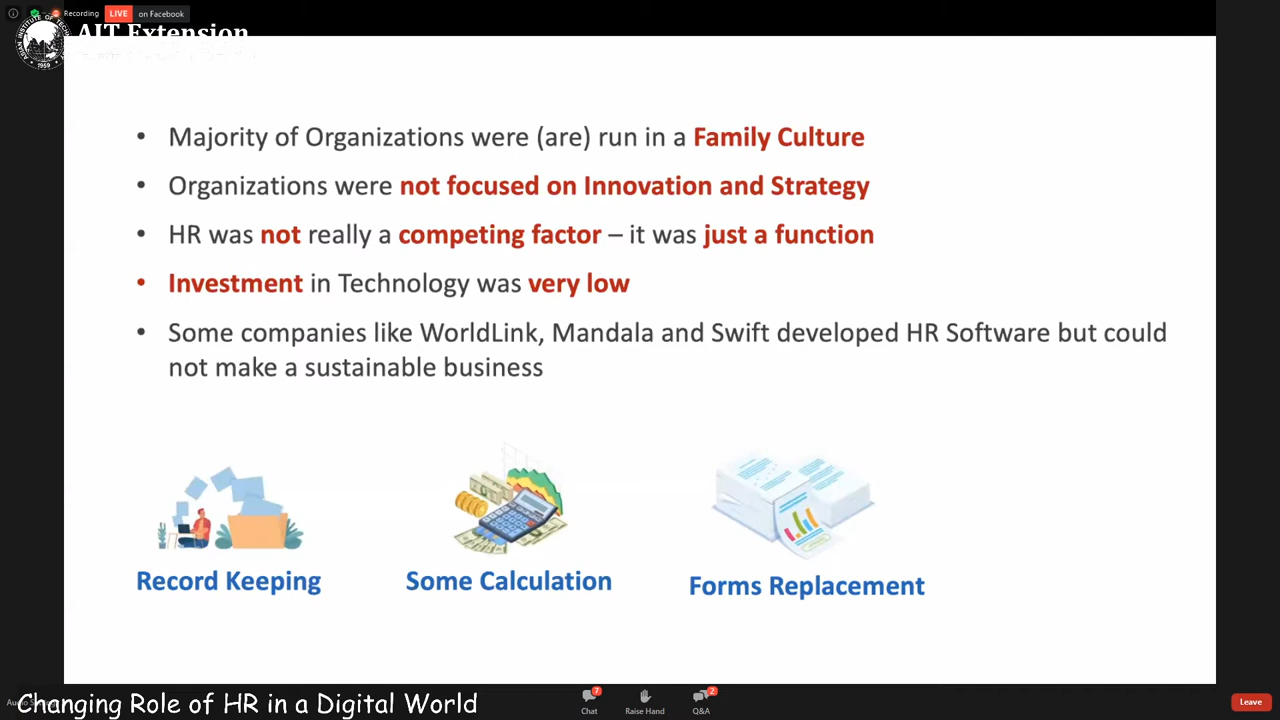 Recording LIVE on Facebook
AIT Extension
1959
• Majority of Organizations were (are) run in a Family Culture
• Organizations were not focused on Innovation and Strategy
• HR was not really a competing factor – it was just a function
• Investment in Technology was very low
• Some companies like WorldLink, Mandala and Swift developed HR Software but could
not make a sustainable business
Record Keeping
Some Calculation
Forms Replacement
Changing Role of HR in a Digital World
7
2
Chat
Raise Hand
Q&A
Leave